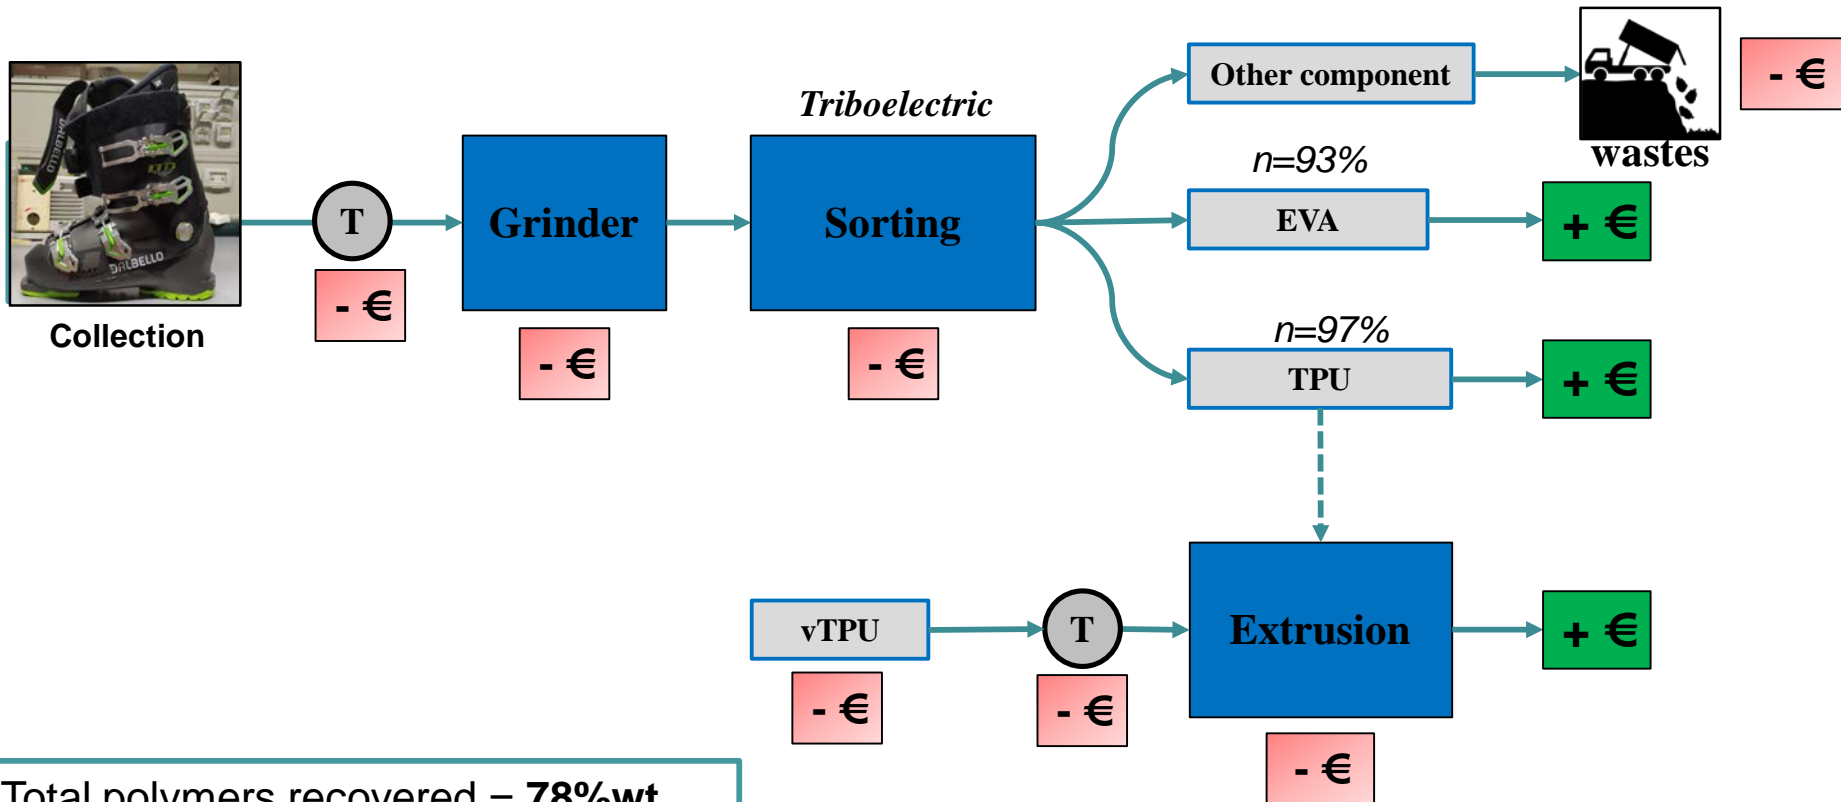 Other component
- €
Triboelectric
wastes
n=93%
T
Grinder
Sorting
EVA
+ €
DALBELLO
DALBELLO
Collection
- €
- €
- €
n=97%
TPU
+ €
vTPU
T
Extrusion
+ €
- €
- €
- €
Total polymers recovered = 78%wt